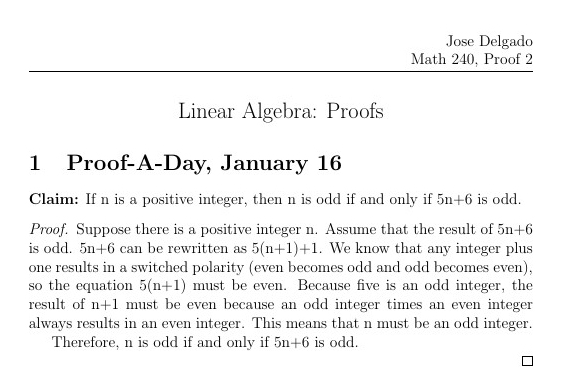 Jose Delgado
Math 240, Proof 2
Linear Algebra: Proofs
1 Proof-A-Day, January 16
Claim: If n is a positive integer, then n is odd if and only if 5n+6 is odd.
Proof. Suppose there is a positive integer n. Assume that the result of 5n+6
is odd. 5n+6 can be rewritten as 5(n+1)+1. We know that any integer plus
one results in a switched polarity (even becomes odd and odd becomes even),
so the equation 5(n+1) must be even. Because five is an odd integer, the
result of n+1 must be even because an odd integer times an even integer
always results in an even integer. This means that n must be an odd integer.
Therefore, n is odd if and only if 5n+6 is odd.
□